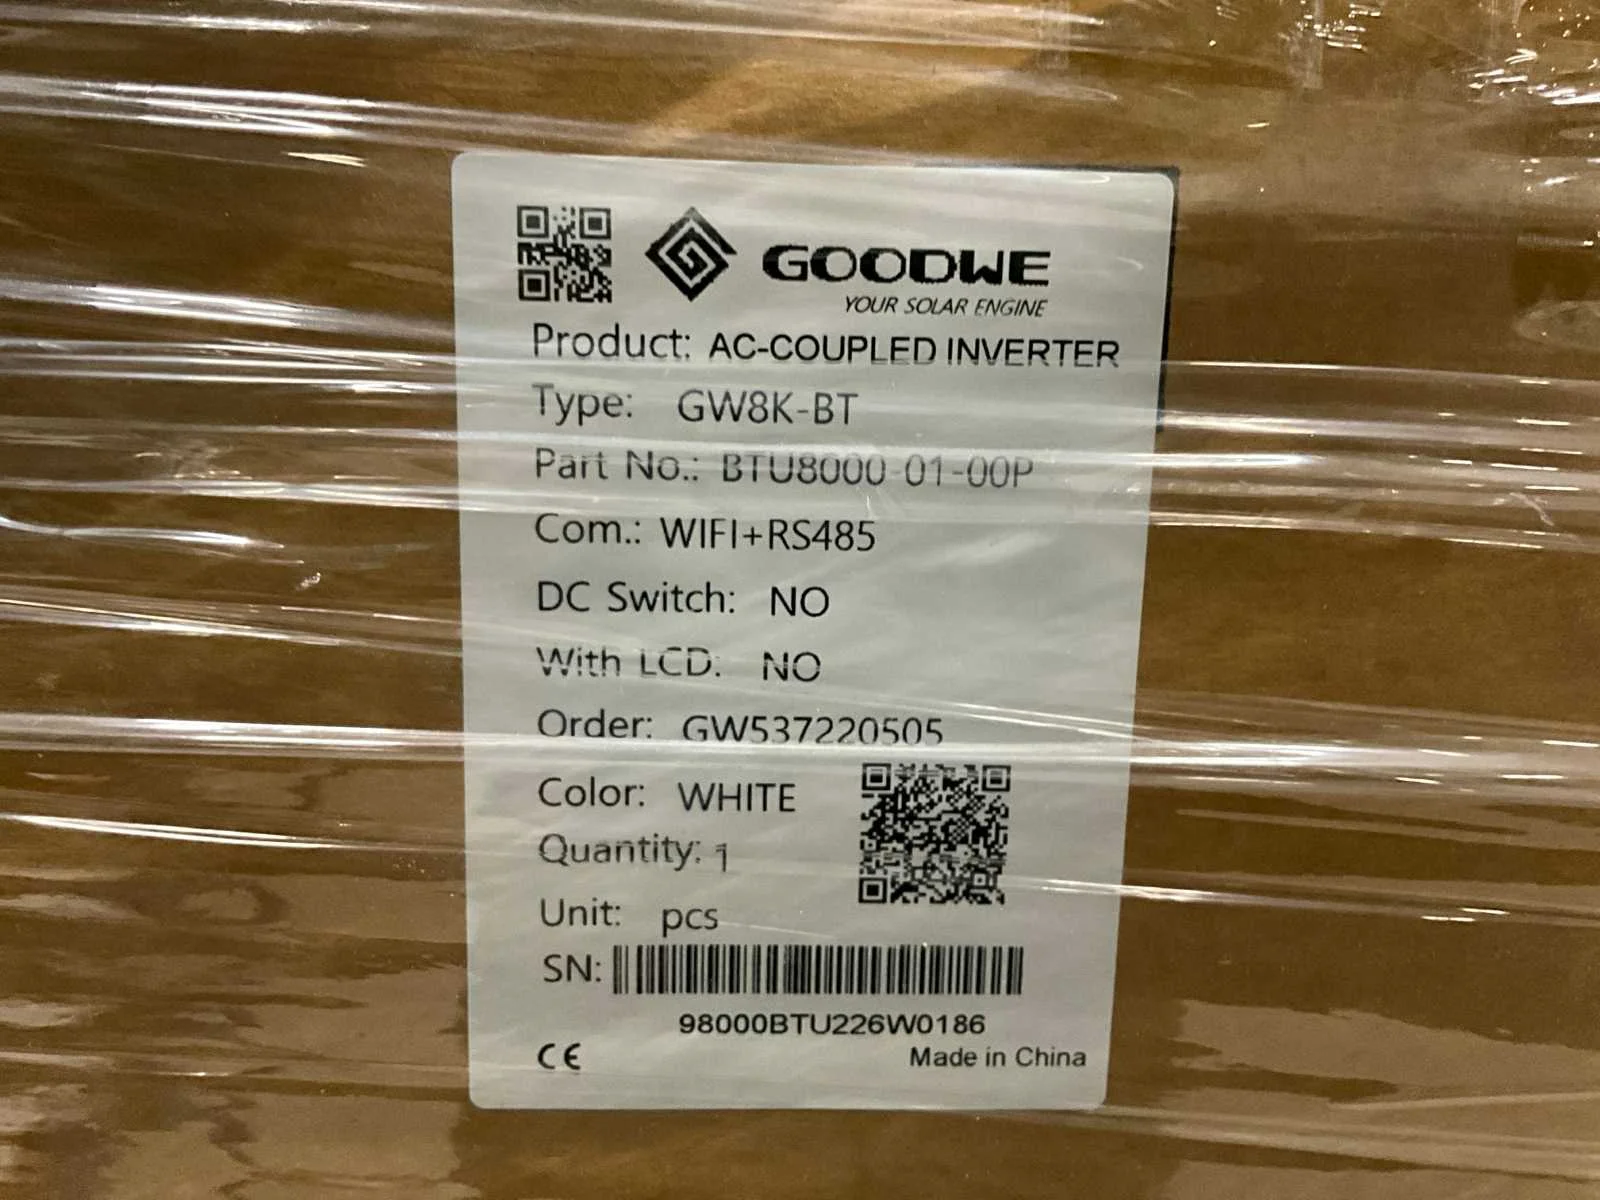 GOODWE
YOUR SOLAR ENGINE
Product: AC-COUPLED INVERTER
Type: GW8K-BT
Part No.: BTU8000-01-00P
Com.: WIFI+RS485
DC Switch: NO
With LCD: NO
Order: GW537220505
Color: WHITE
Quantity: 1
Unit: pcs
SN:
98000BTU226W0186
CE
Made in China